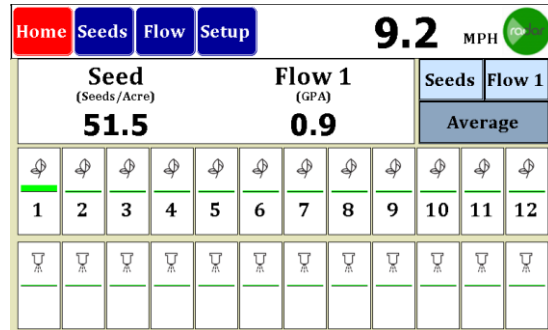 Home Seeds Flow Setup 9.2 MPH radar
Seed Flow 1 Seeds Flow 1
(Seeds/Acre) (GPA)
51.5 0.9 Average
1 2 3 4 5 6 7 8 9 10 11 12